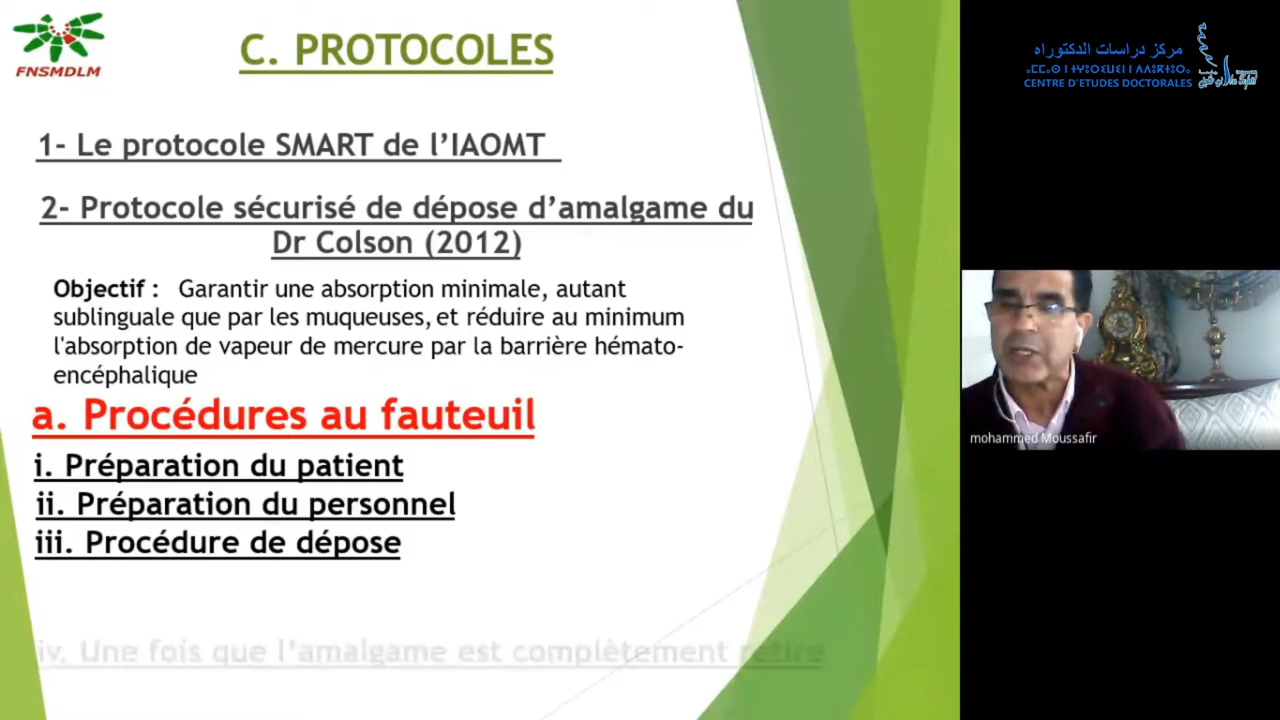 FNSMDLM
C. PROTOCOLES
1- Le protocole SMART de l’IAOMT
2- Protocole sécurisé de dépose d’amalgame du
Dr Colson (2012)
Objectif : Garantir une absorption minimale, autant
sublinguale que par les muqueuses, et réduire au minimum
l'absorption de vapeur de mercure par la barrière hémato-
encéphalique
a. Procédures au fauteuil
i. Préparation du patient
ii. Préparation du personnel
iii. Procédure de dépose
iv. Une fois que l’amalgame est complètement retire
مركز دراسات الدكتوراه
CENTRE D'ETUDES DOCTORALES
mohammed Moussafir